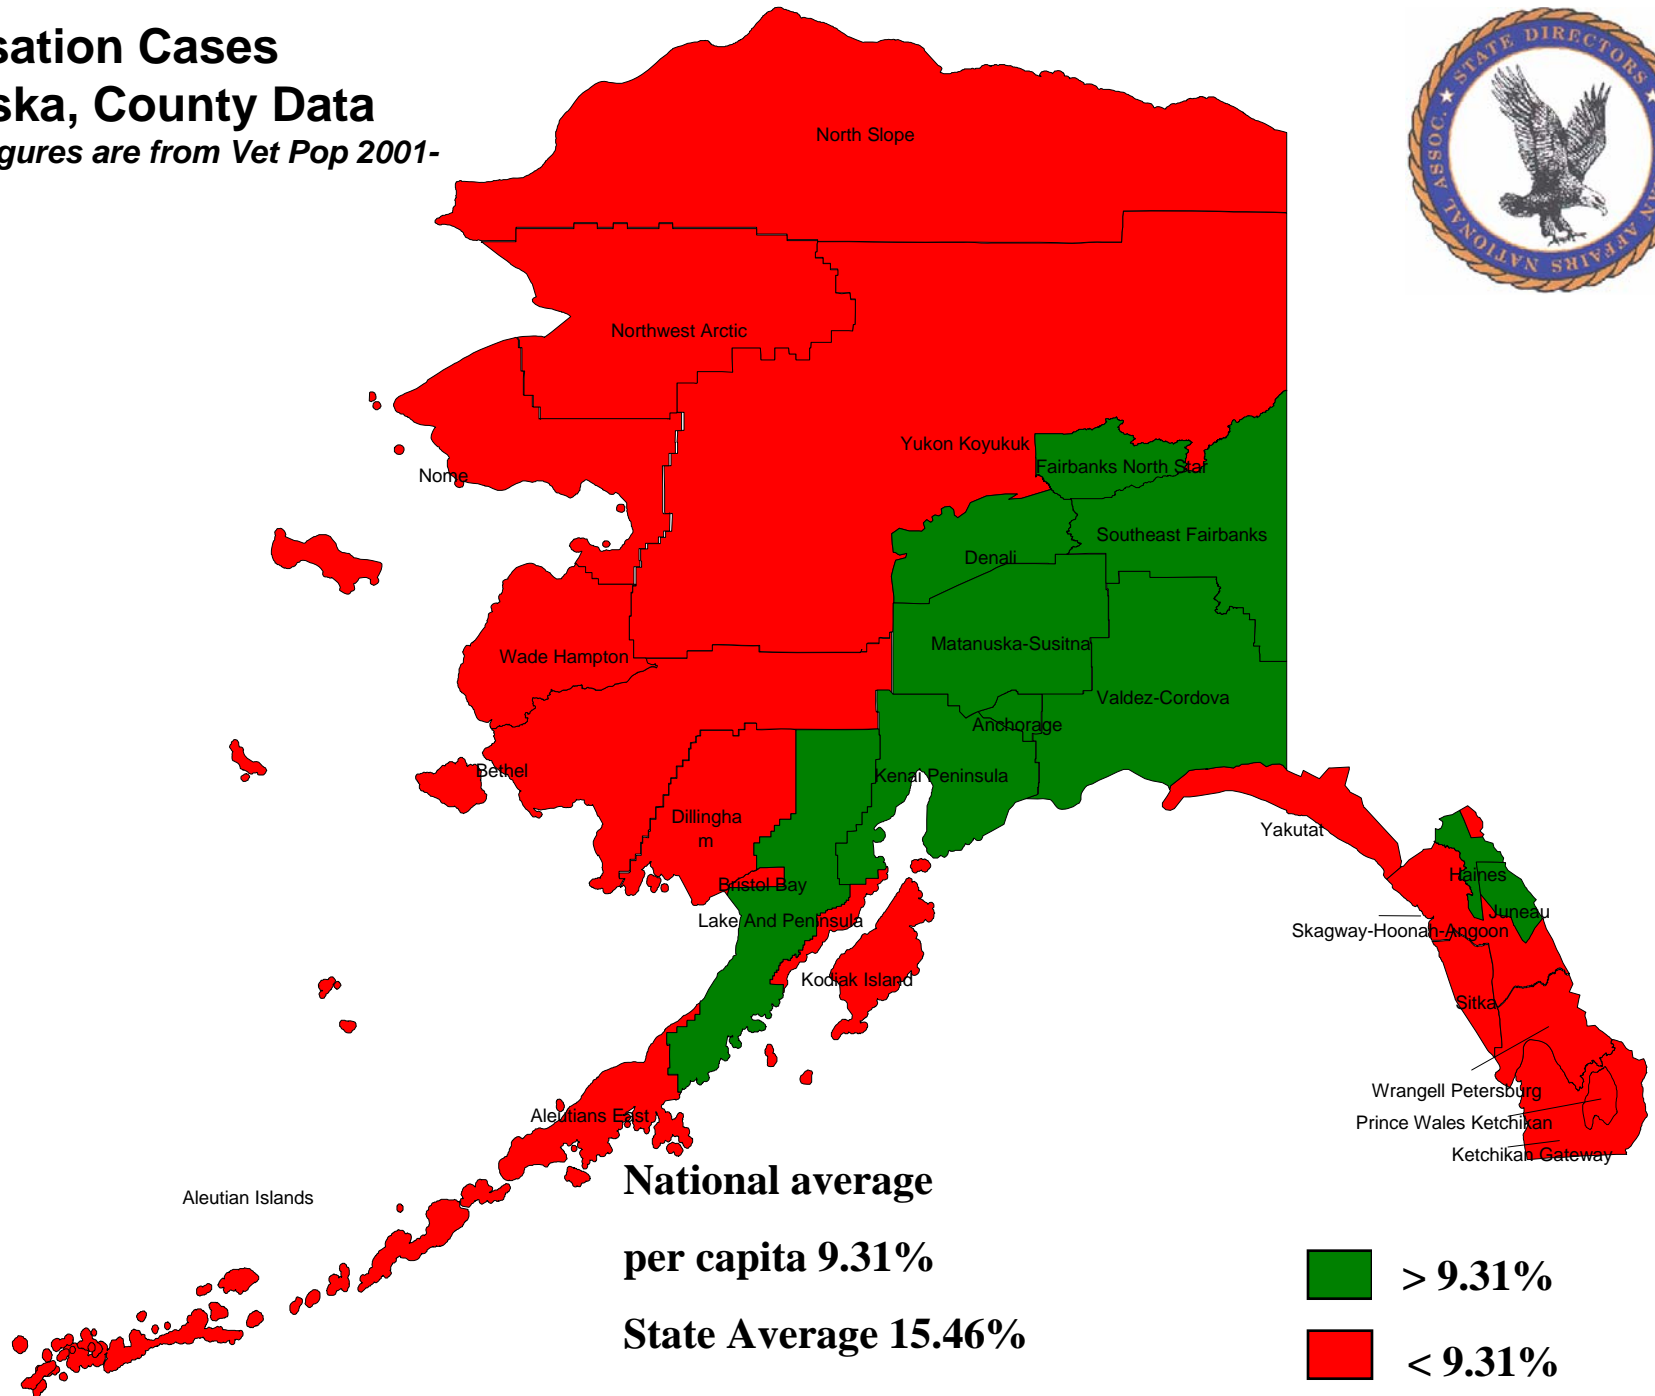 sation Cases
ska, County Data
gures are from Vet Pop 2001-
STATE DIRECTORS
AN AFFAIRS NATIONAL ASSOC.
North Slope
Northwest Arctic
Yukon Koyukuk
Fairbanks North Star
Nome
Southeast Fairbanks
Denali
Matanuska-Susitna
Wade Hampton
Valdez-Cordova
Anchorage
Bethel
Kenai Peninsula
Dillingha
m
Yakutat
Bristol Bay
Haines
Lake And Peninsula
Juneau
Skagway-Hoonah-Angoon
Kodiak Island
Sitka
Wrangell Petersburg
Aleutians East
Prince Wales Ketchikan
Ketchikan Gateway
Aleutian Islands
National average
per capita 9.31%
State Average 15.46%
> 9.31%
< 9.31%